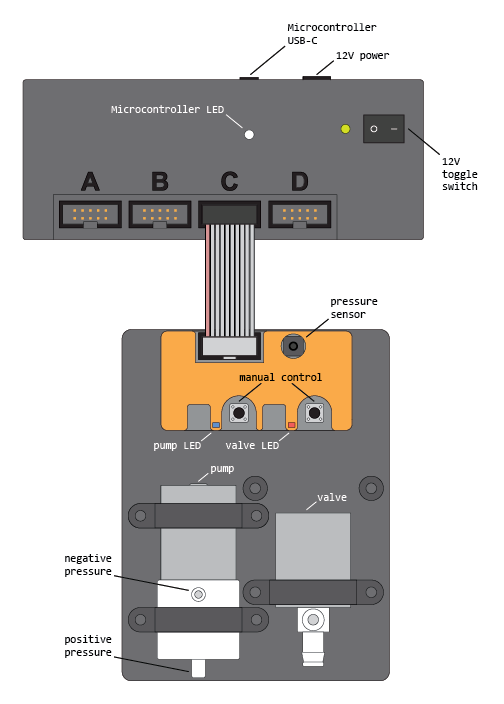 Microcontroller
USB-C
12V power
Microcontroller LED
12V
toggle
switch
A B C D
pressure
sensor
manual control
pump LED
valve LED
pump
valve
negative
pressure
positive
pressure